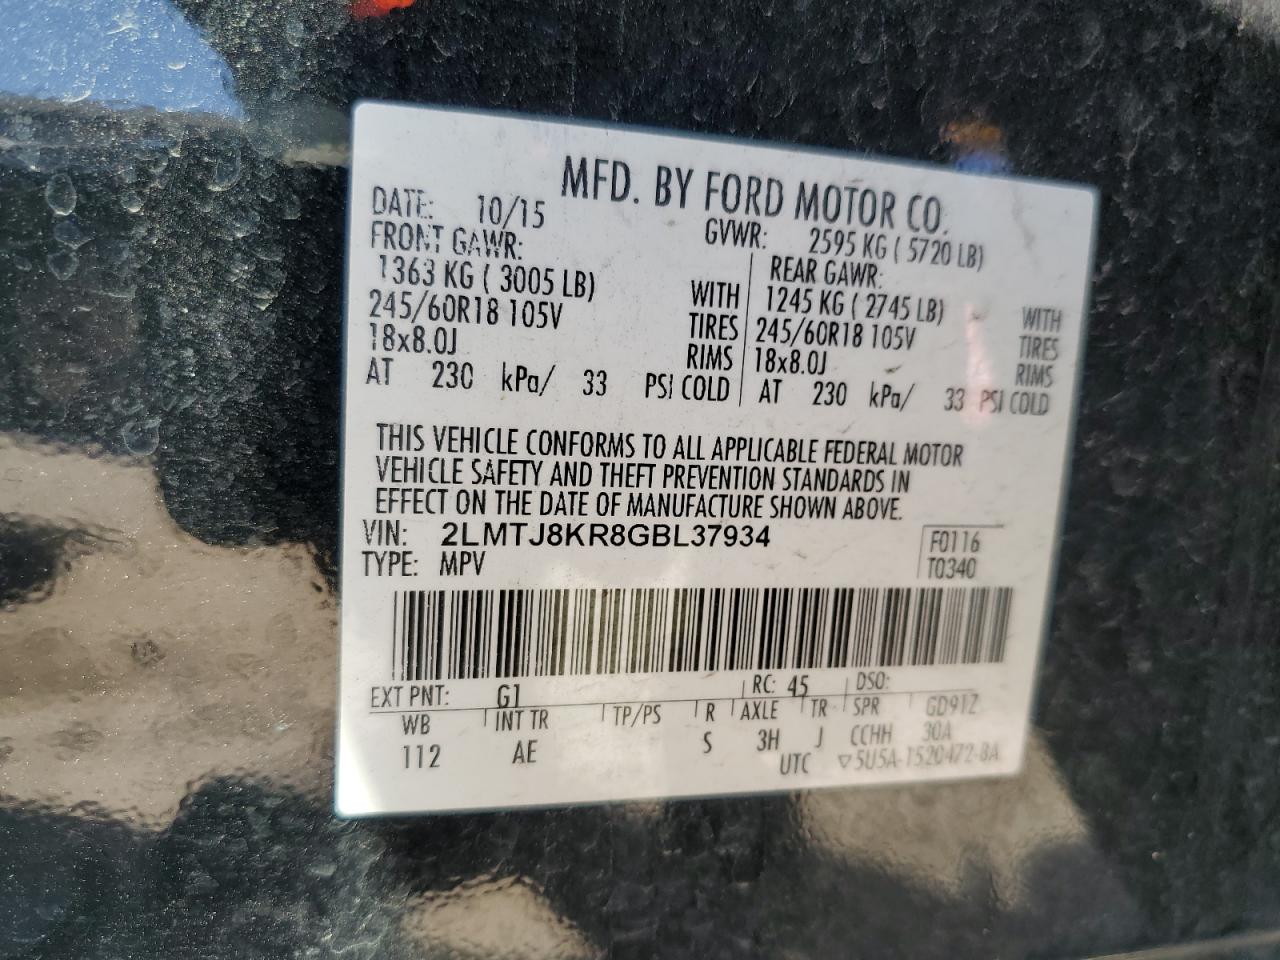 MFD. BY FORD MOTOR CO.
DATE: 10/15 GVWR: 2595 KG ( 5720 LB)
FRONT GAWR: REAR GAWR:
1363 KG ( 3005 LB) WITH 1245 KG ( 2745 LB) WITH
245/60R18 105V TIRES 245/60R18 105V TIRES
18x8.0J RIMS 18x8.0J RIMS
AT 230 kPa/ 33 PSI COLD AT 230 kPa/ 33 PSI COLD
THIS VEHICLE CONFORMS TO ALL APPLICABLE FEDERAL MOTOR
VEHICLE SAFETY AND THEFT PREVENTION STANDARDS IN
EFFECT ON THE DATE OF MANUFACTURE SHOWN ABOVE.
VIN: 2LMTJ8KR8GBL37934 F0116
TYPE: MPV T0340
EXT PNT: G1 RC: 45 DSO:
WB INT TR TP/PS R AXLE TR SPR GD91Z
112 AE S 3H J CCHH 30A
UTC ▽5U5A-1520472-BA